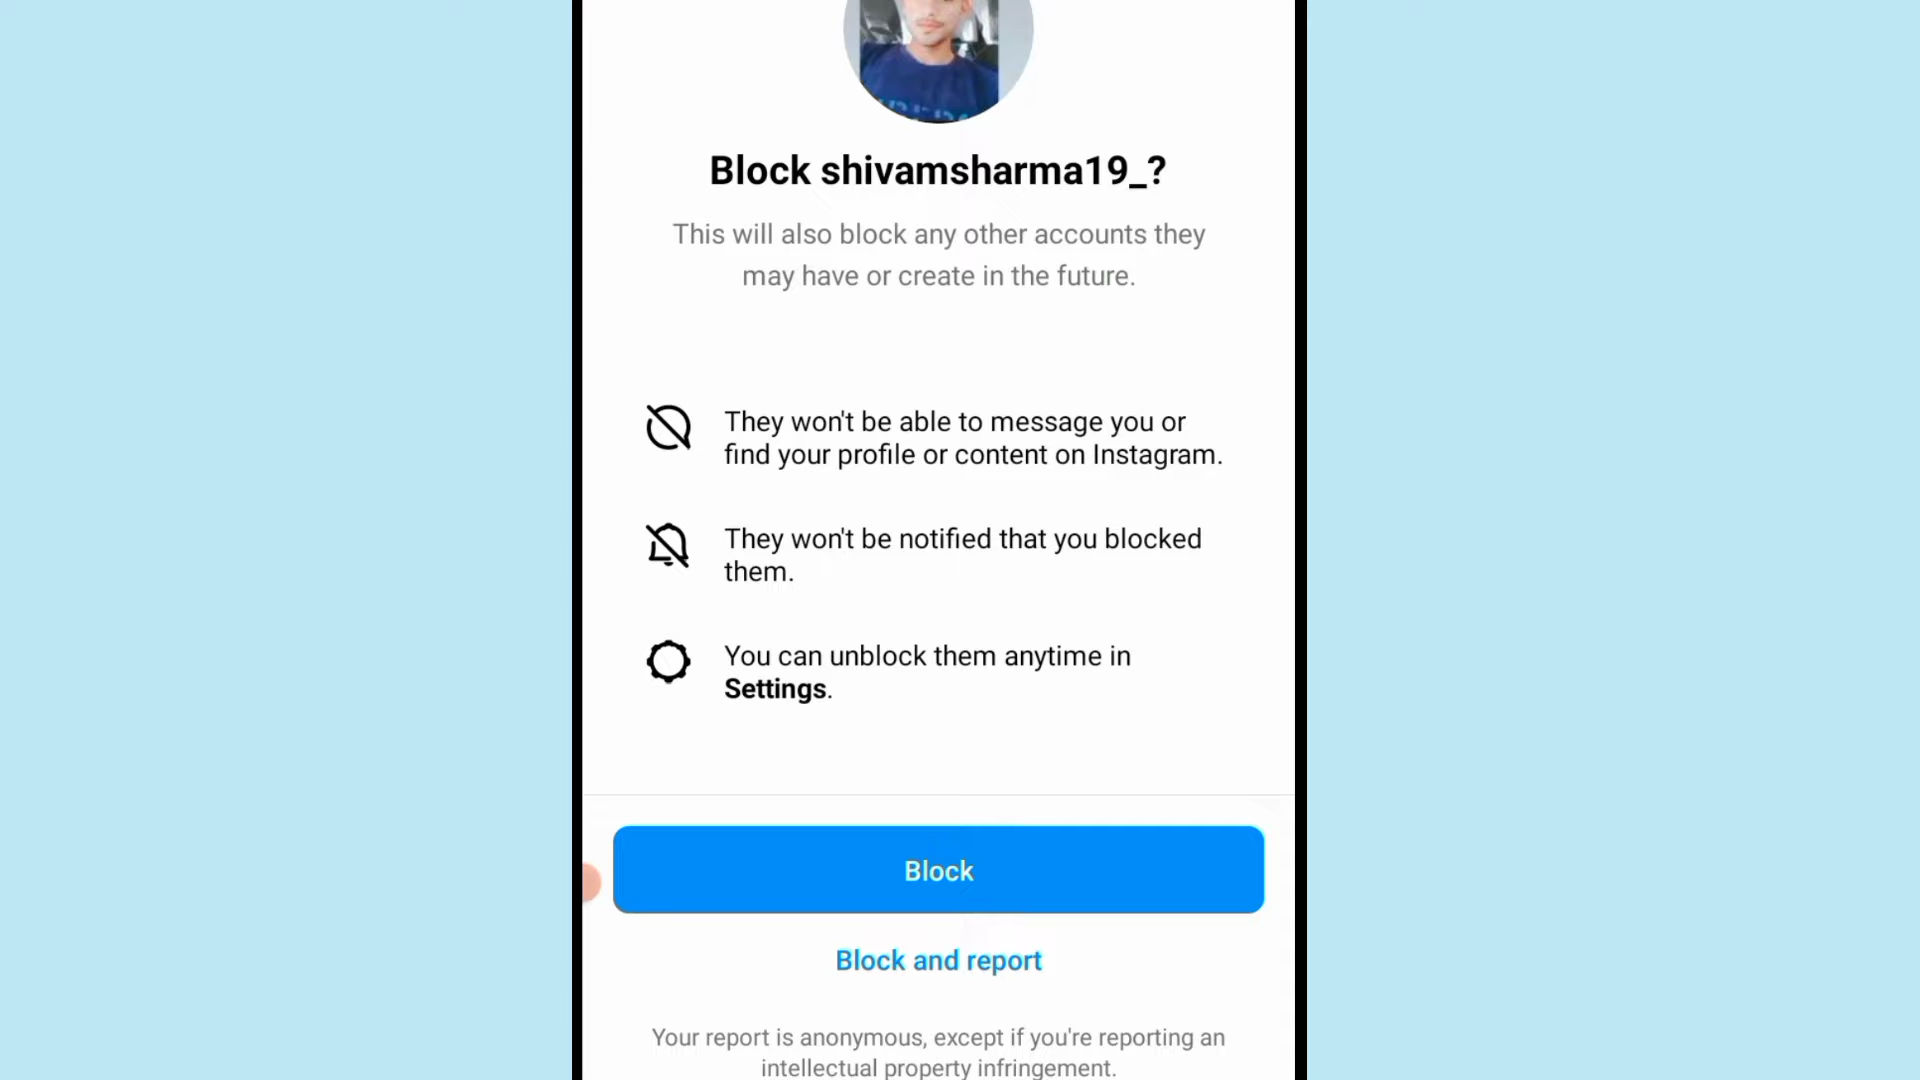 Block shivamsharma19_?
This will also block any other accounts they
may have or create in the future.
They won't be able to message you or
find your profile or content on Instagram.
They won't be notified that you blocked
them.
You can unblock them anytime in
Settings.
Block
Block and report
Your report is anonymous, except if you're reporting an
intellectual property infringement.